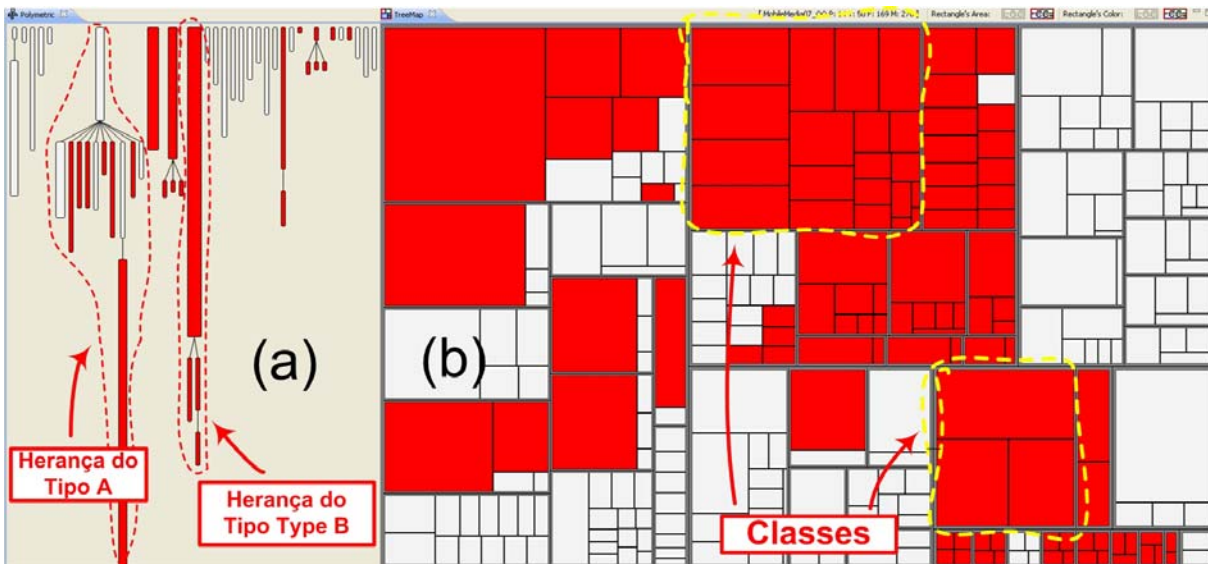 Polymetric
TreeMap
Rectangle's Area:
Rectangle's Color:
(a)
(b)
Herança do
Tipo A
Herança do
Tipo Type B
Classes